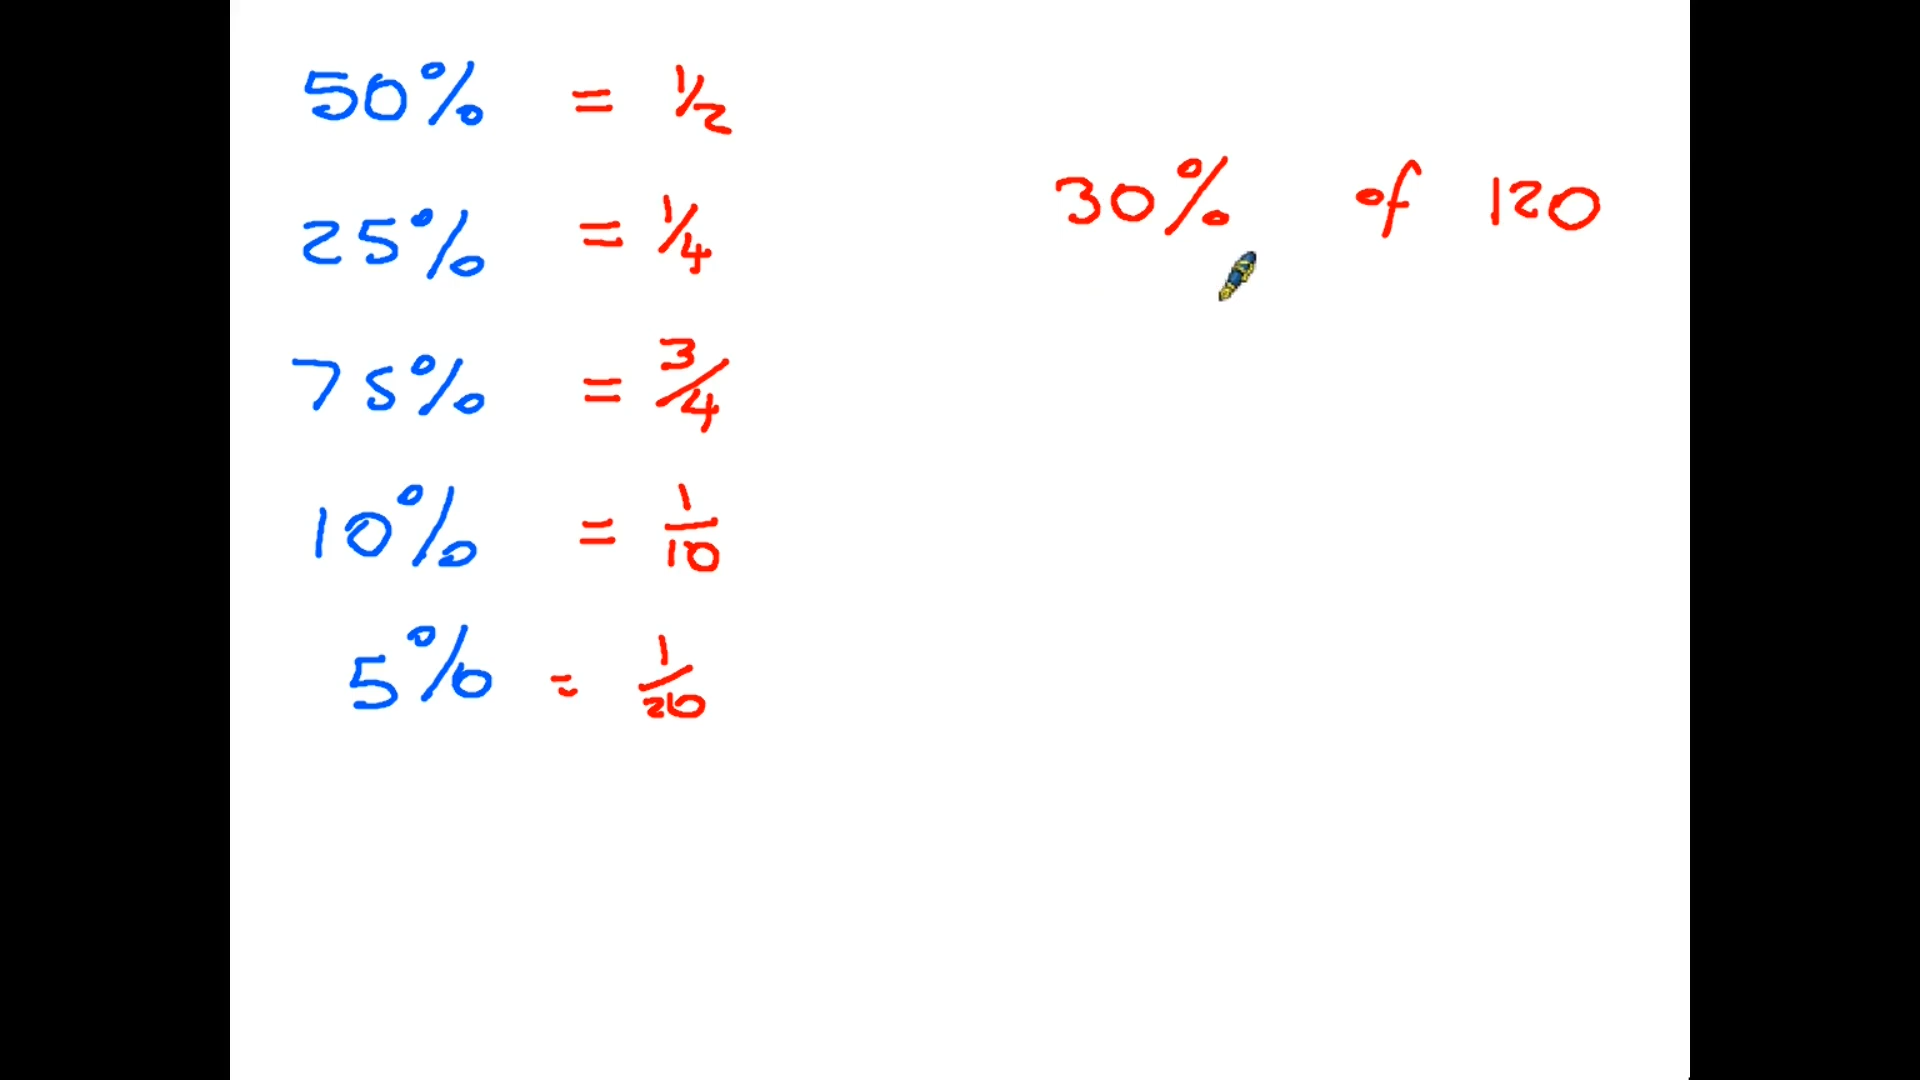 50% = 1/2
25% = 1/4
75% = 3/4
10% = 1/10
5% = 1/20
30% of 120